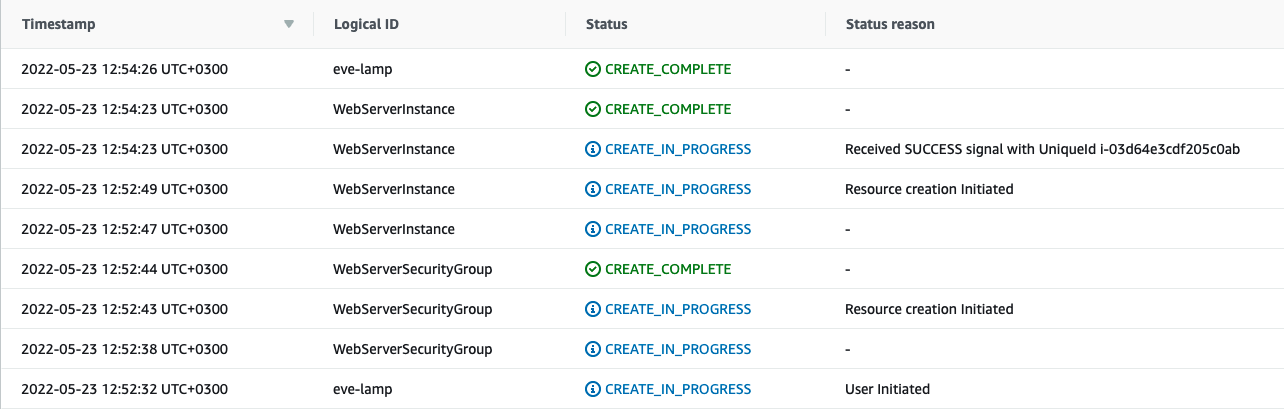 Timestamp Logical ID Status Status reason
2022-05-23 12:54:26 UTC+0300 eve-lamp CREATE_COMPLETE -
2022-05-23 12:54:23 UTC+0300 WebServerInstance CREATE_COMPLETE -
2022-05-23 12:54:23 UTC+0300 WebServerInstance CREATE_IN_PROGRESS Received SUCCESS signal with UniqueId i-03d64e3cdf205c0ab
2022-05-23 12:52:49 UTC+0300 WebServerInstance CREATE_IN_PROGRESS Resource creation Initiated
2022-05-23 12:52:47 UTC+0300 WebServerInstance CREATE_IN_PROGRESS -
2022-05-23 12:52:44 UTC+0300 WebServerSecurityGroup CREATE_COMPLETE -
2022-05-23 12:52:43 UTC+0300 WebServerSecurityGroup CREATE_IN_PROGRESS Resource creation Initiated
2022-05-23 12:52:38 UTC+0300 WebServerSecurityGroup CREATE_IN_PROGRESS -
2022-05-23 12:52:32 UTC+0300 eve-lamp CREATE_IN_PROGRESS User Initiated